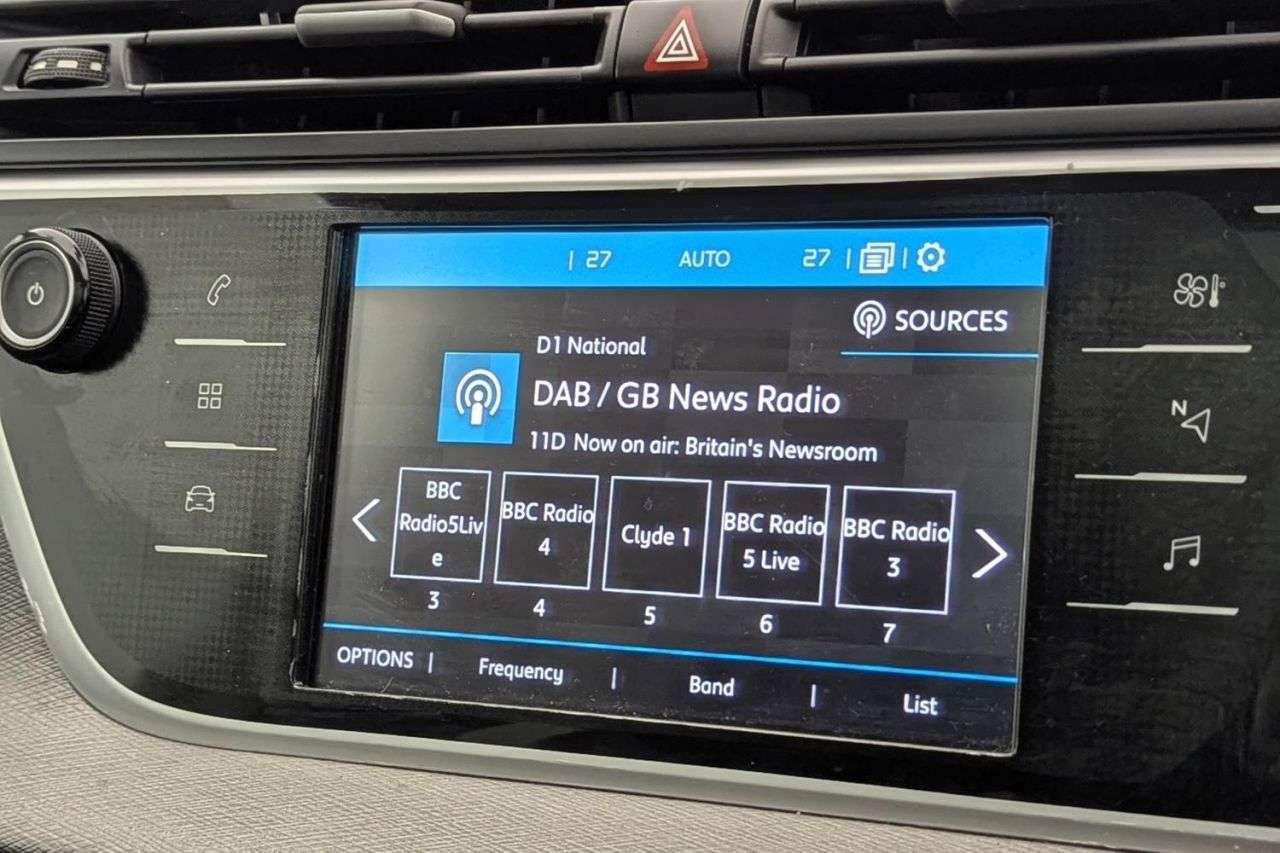 | 27 AUTO 27 | |
SOURCES
D1 National
DAB / GB News Radio
11D Now on air: Britain's Newsroom
BBC
Radio5Liv
e
BBC Radio
4
Clyde 1
BBC Radio
5 Live
BBC Radio
3
3 4 5 6 7
OPTIONS | Frequency | Band | List
N